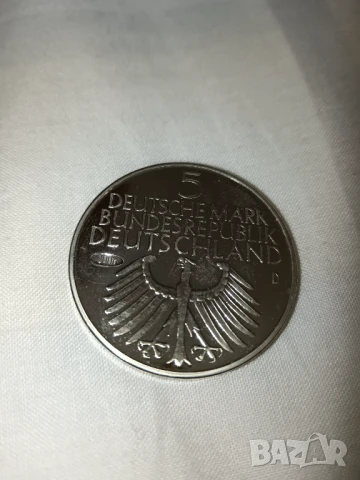 5
DEUTSCHE MARK
BUNDESREPUBLIK
DEUTSCHLAND
D
BAZAR